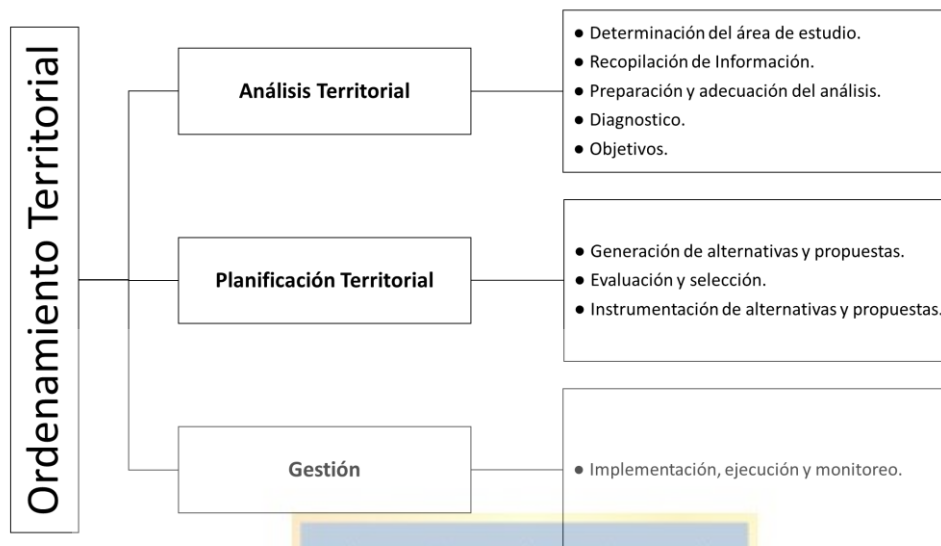 Ordenamiento Territorial
Análisis Territorial
● Determinación del área de estudio.
● Recopilación de Información.
● Preparación y adecuación del análisis.
● Diagnostico.
● Objetivos.
Planificación Territorial
● Generación de alternativas y propuestas.
● Evaluación y selección.
● Instrumentación de alternativas y propuestas.
Gestión
● Implementación, ejecución y monitoreo.